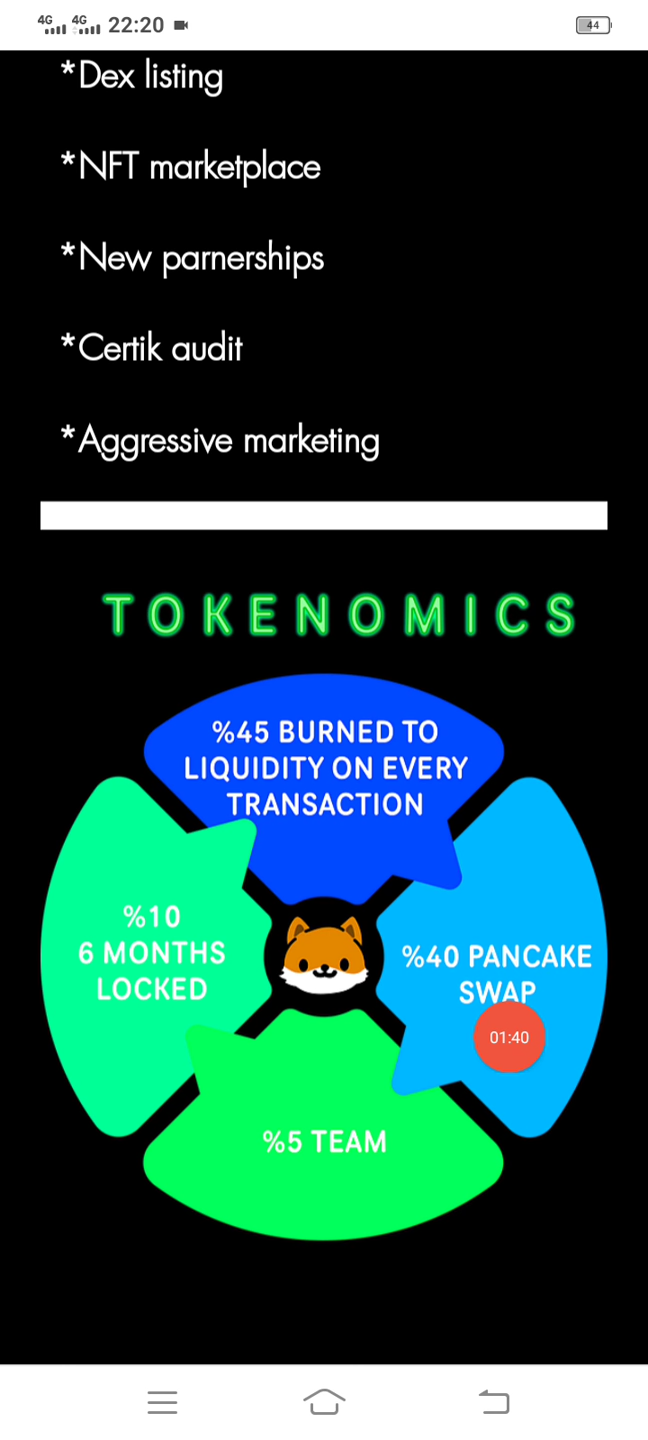 4G 4G 22:20 44
*Dex listing
*NFT marketplace
*New parnerships
*Certik audit
*Aggressive marketing
TOKENOMICS
%45 BURNED TO
LIQUIDITY ON EVERY
TRANSACTION
%10
6 MONTHS
LOCKED
%40 PANCAKE
SWAP
01:40
%5 TEAM